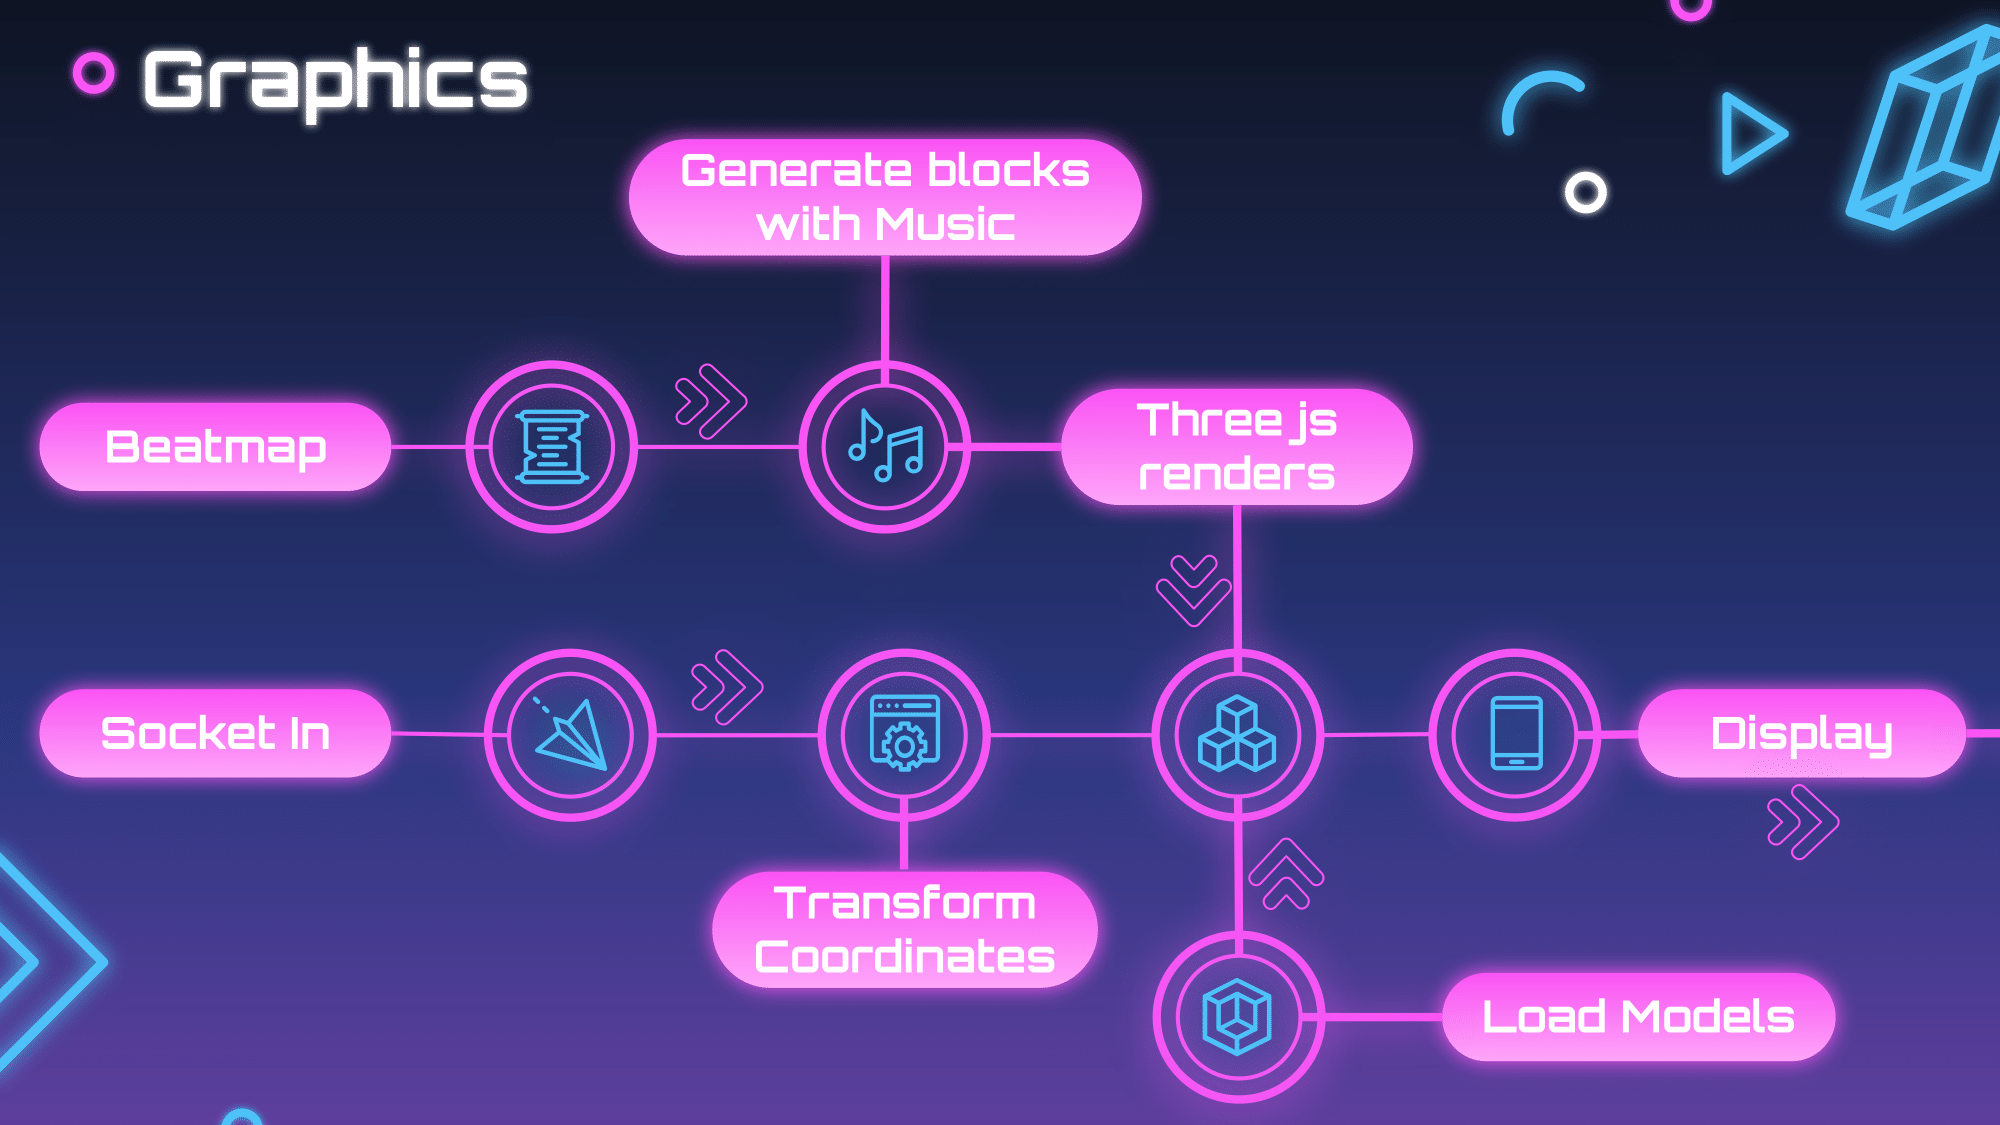 Graphics
Generate blocks
with Music
Beatmap
Three js
renders
Socket In
Display
Transform
Coordinates
Load Models